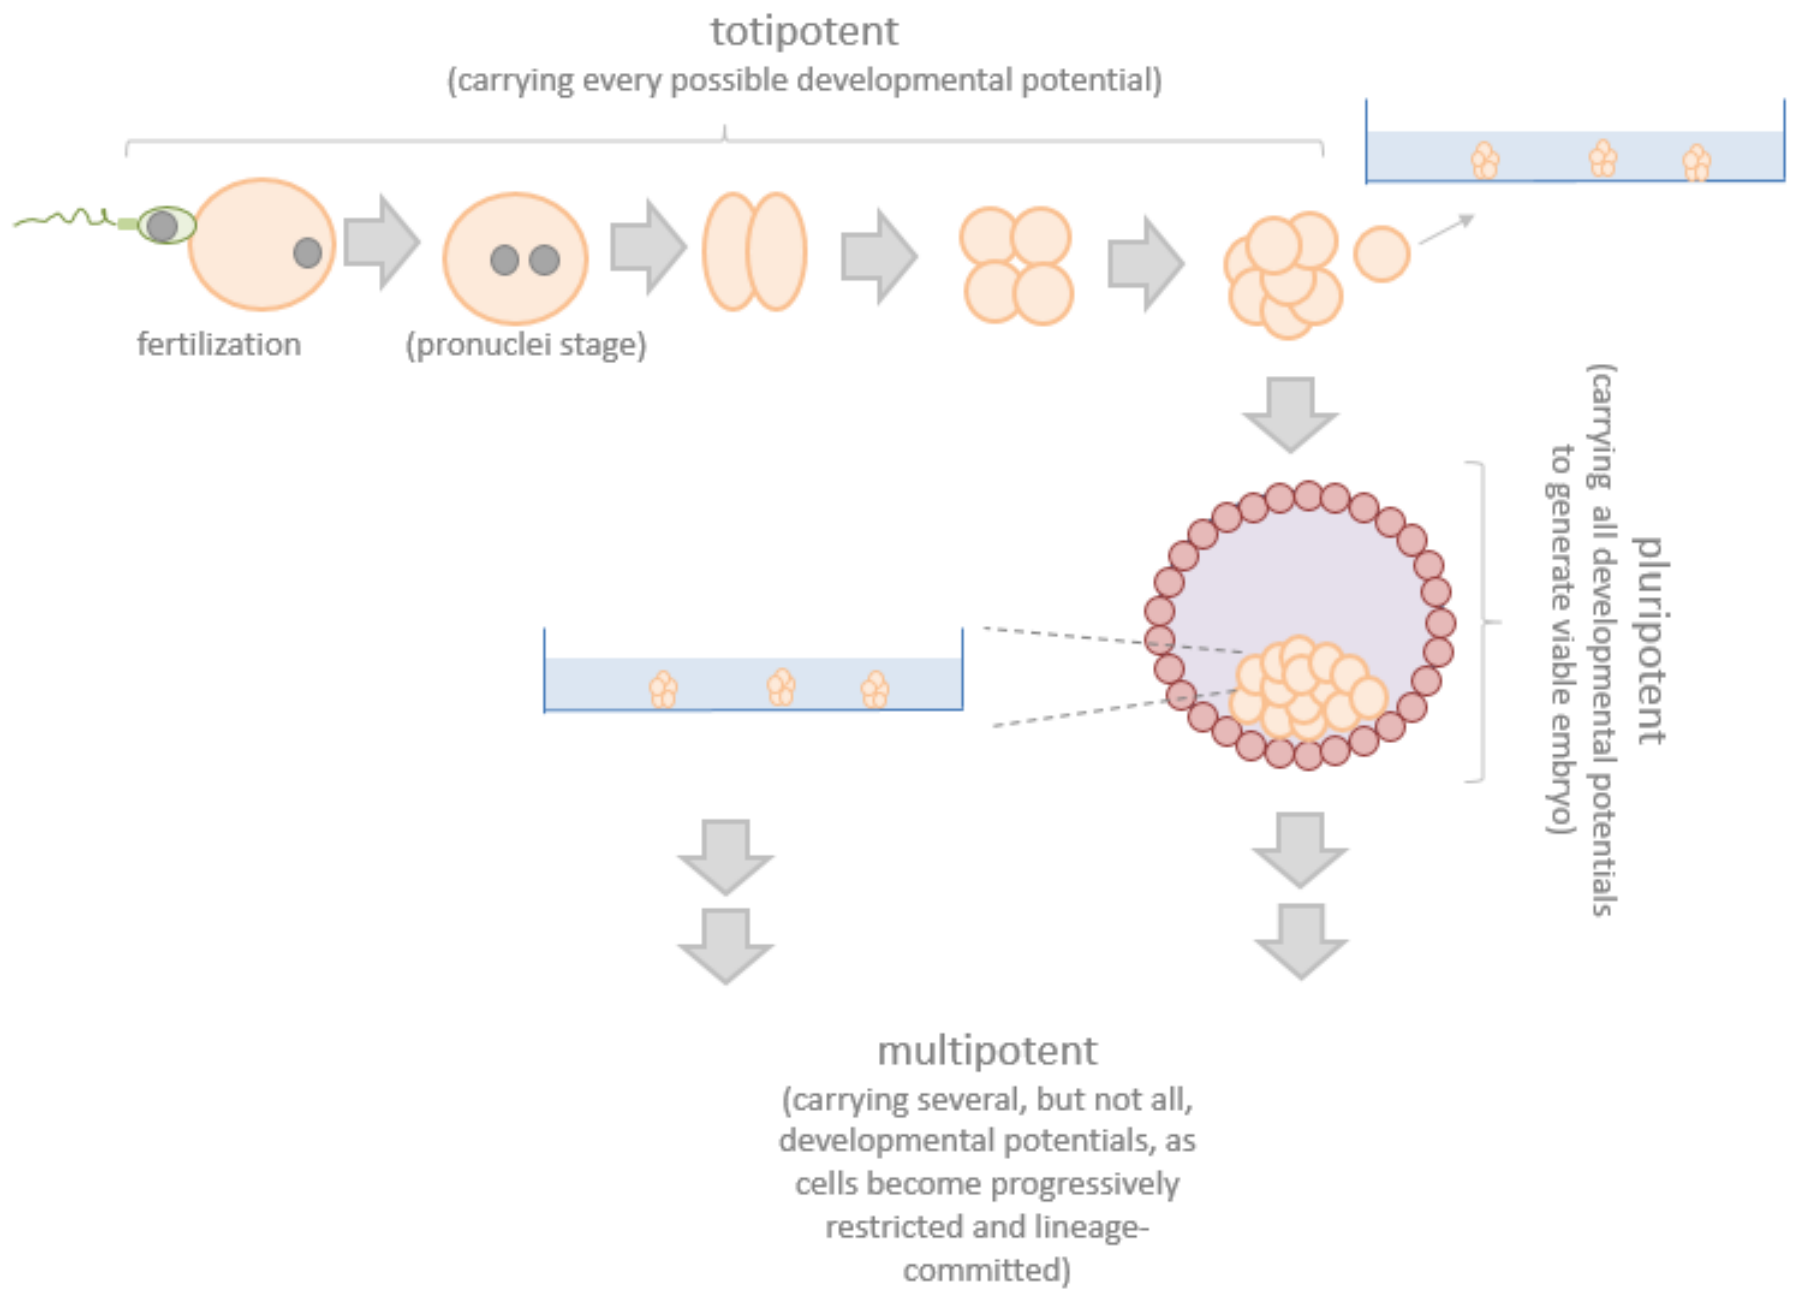 totipotent
(carrying every possible developmental potential)
fertilization
(pronuclei stage)
pluripotent
(carrying all developmental potentials
to generate viable embryo)
multipotent
(carrying several, but not all,
developmental potentials, as
cells become progressively
restricted and lineage-
committed)